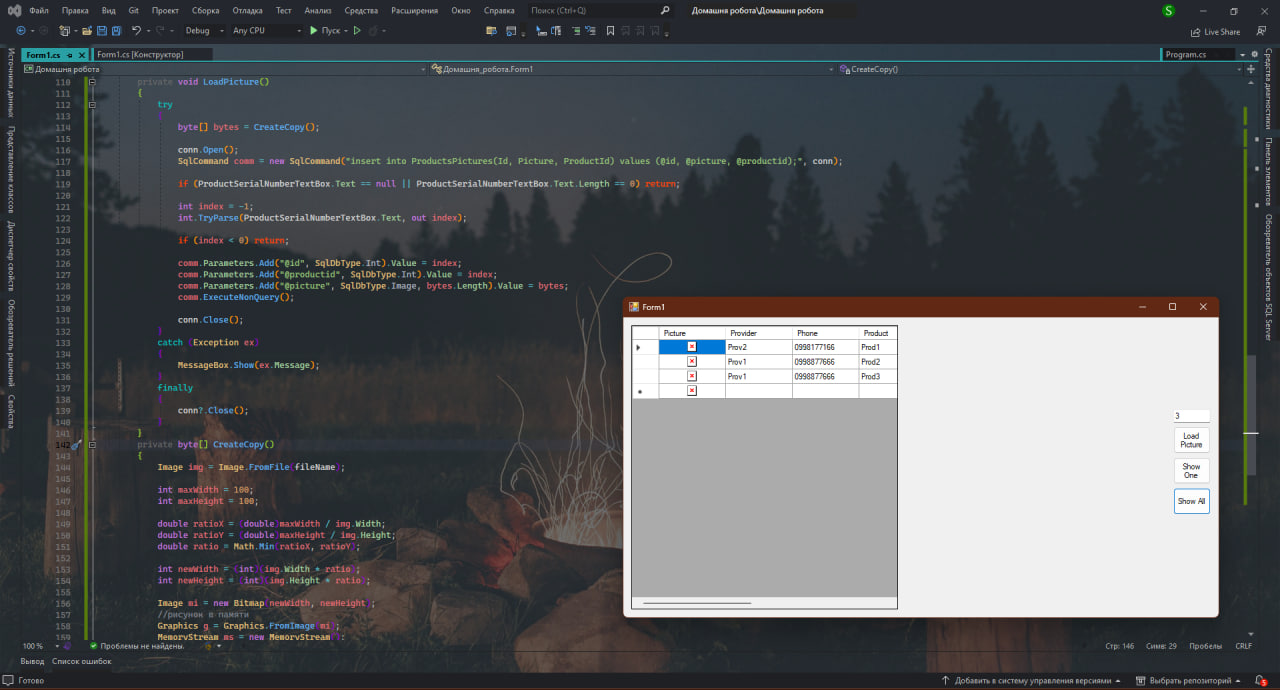 Файл Правка Вид Git Проект Сборка Отладка Тест Анализ Средства Расширения Окно Справка Поиск (Ctrl+Q) Домашня робота\Домашня робота S
Debug Any CPU Пуск Live Share
Form1.cs Form1.cs [Конструктор] Program.cs
Домашня робота Домашня_робота.Form1 CreateCopy()
Источники данных
Представление классов
Диспетчер свойств
Обозреватель решений
Свойства
110 private void LoadPicture()
111 {
112 try
113 {
114 byte[] bytes = CreateCopy();
115
116 conn.Open();
117 SqlCommand comm = new SqlCommand("insert into ProductsPictures(Id, Picture, ProductId) values (@id, @picture, @productid);", conn);
118
119 if (ProductSerialNumberTextBox.Text == null || ProductSerialNumberTextBox.Text.Length == 0) return;
120
121 int index = -1;
122 int.TryParse(ProductSerialNumberTextBox.Text, out index);
123
124 if (index < 0) return;
125
126 comm.Parameters.Add("@id", SqlDbType.Int).Value = index;
127 comm.Parameters.Add("@productid", SqlDbType.Int).Value = index;
128 comm.Parameters.Add("@picture", SqlDbType.Image, bytes.Length).Value = bytes;
129 comm.ExecuteNonQuery();
130
131 conn.Close();
132 }
133 catch (Exception ex)
134 {
135 MessageBox.Show(ex.Message);
136 }
137 finally
138 {
139 conn?.Close();
140 }
141 }
142 private byte[] CreateCopy()
143 {
144 Image img = Image.FromFile(fileName);
145
146 int maxWidth = 100;
147 int maxHeight = 100;
148
149 double ratioX = (double)maxWidth / img.Width;
150 double ratioY = (double)maxHeight / img.Height;
151 double ratio = Math.Min(ratioX, ratioY);
152
153 int newWidth = (int)(img.Width * ratio);
154 int newHeight = (int)(img.Height * ratio);
155
156 Image mi = new Bitmap(newWidth, newHeight);
157 //рисунок в памяти
158 Graphics g = Graphics.FromImage(mi);
159 MemoryStream ms = new MemoryStream();
Form1
Picture Provider Phone Product
Prov2 0998177166 Prod1
Prov1 0998877666 Prod2
Prov1 0998877666 Prod3
3
Load
Picture
Show
One
Show All
Средства диагностики
Панель элементов
Обозреватель объектов SQL Server
100 % Проблемы не найдены. Стр: 146 Симв: 29 Пробелы CRLF
Вывод Список ошибок
Готово Добавить в систему управления версиями Выбрать репозиторий 5